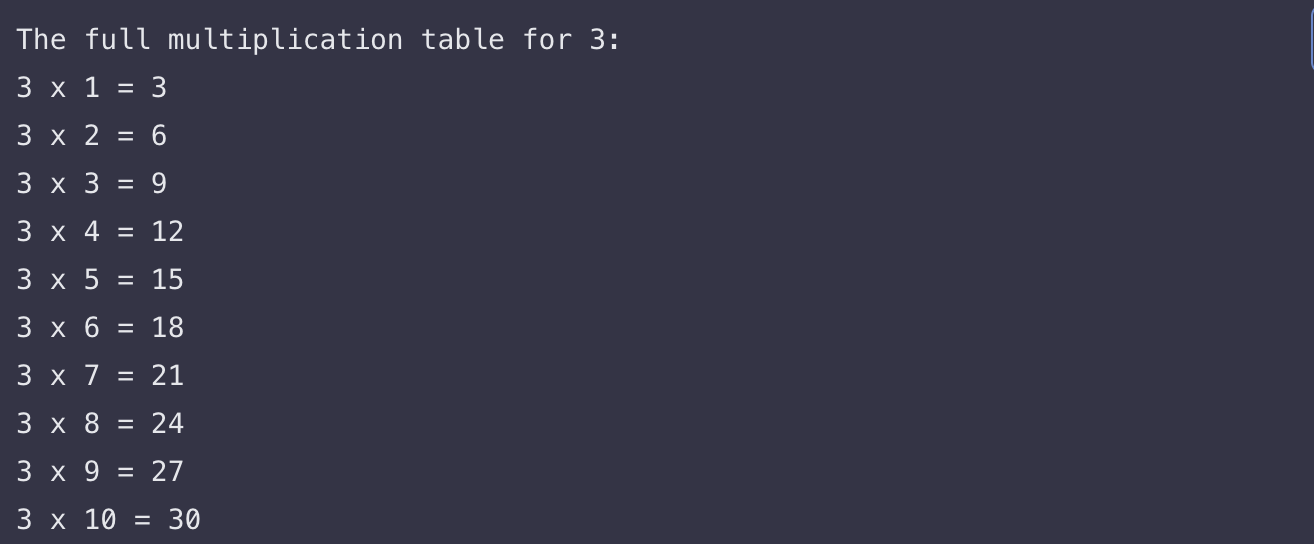 The full multiplication table for 3:
3 x 1 = 3
3 x 2 = 6
3 x 3 = 9
3 x 4 = 12
3 x 5 = 15
3 x 6 = 18
3 x 7 = 21
3 x 8 = 24
3 x 9 = 27
3 x 10 = 30